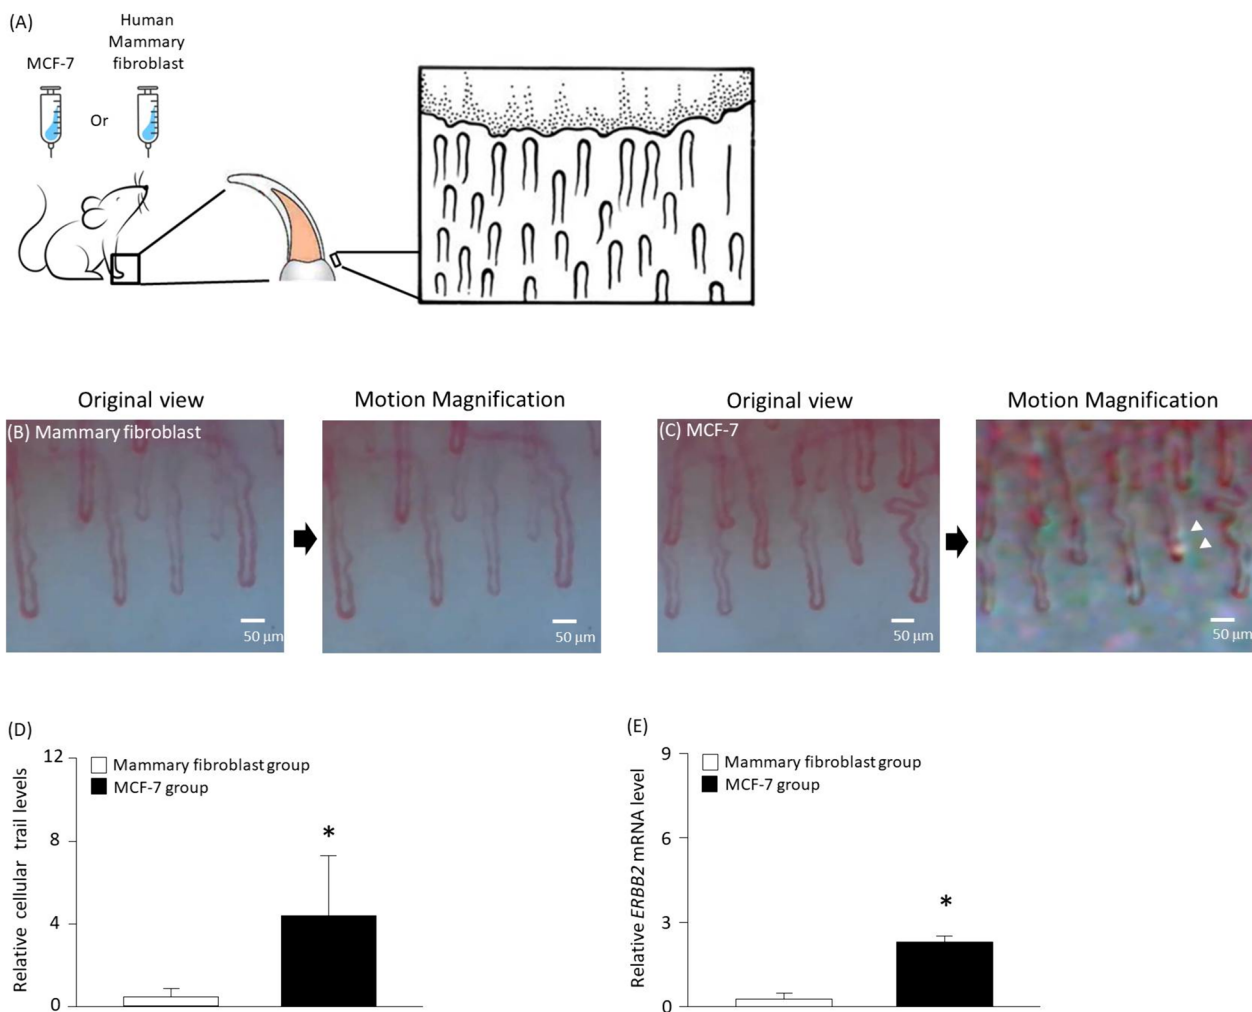 (A)
Human
Mammary
fibroblast
MCF-7
Or
Original view
Motion Magnification
Original view
Motion Magnification
(B) Mammary fibroblast
(C) MCF-7
50 μm
50 μm
50 μm
50 μm
(D)
Relative cellular trail levels
12
8
4
0
Mammary fibroblast group
MCF-7 group
*
(E)
Relative ERBB2 mRNA level
9
6
3
0
Mammary fibroblast group
MCF-7 group
*